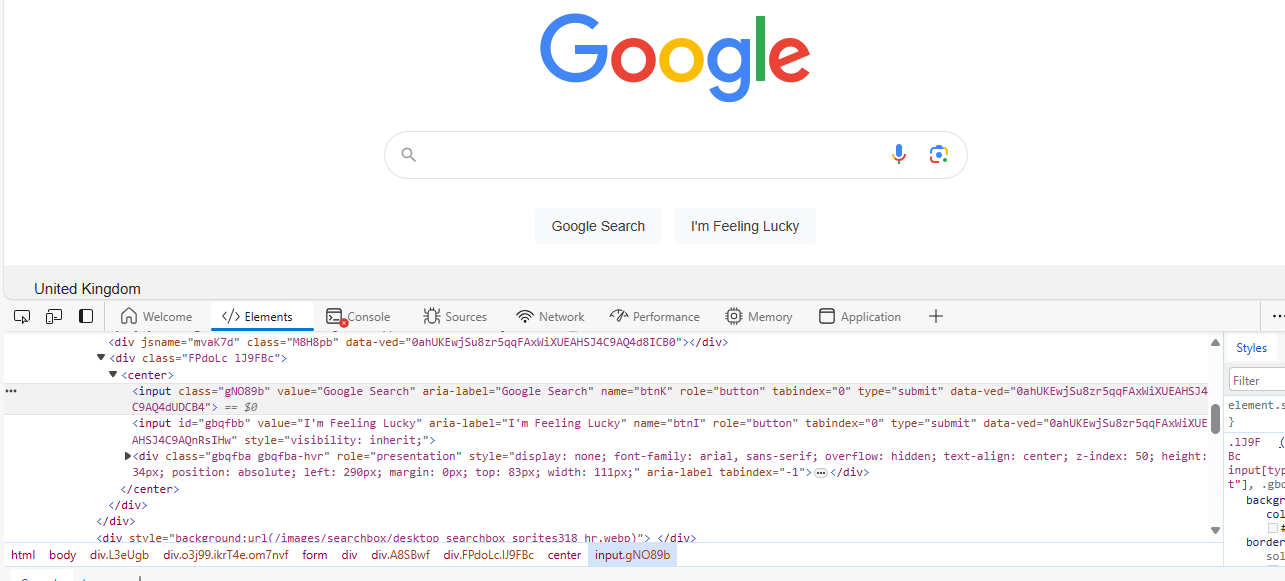 Google
Google Search
I'm Feeling Lucky
United Kingdom
Welcome
</> Elements
Console
Sources
Network
Performance
Memory
Application
<div jsname="mvaK7d" class="M8H8pb" data-ved="0ahUKEwjSu8zr5qqFAxWiXUEAHSJ4C9AQ4d8ICB0"></div>
<div class="FPdoLc lJ9FBc">
<center>
<input class="gNO89b" value="Google Search" aria-label="Google Search" name="btnK" role="button" tabindex="0" type="submit" data-ved="0ahUKEwjSu8zr5qqFAxWiXUEAHSJ4
C9AQ4dUDCB4"> == $0
<input id="gbqfbb" value="I'm Feeling Lucky" aria-label="I'm Feeling Lucky" name="btnI" role="button" tabindex="0" type="submit" data-ved="0ahUKEwjSu8zr5qqFAxWiXUE
AHSJ4C9AQnRsIHw" style="visibility: inherit;">
<div class="gbqfba gbqfba-hvr" role="presentation" style="display: none; font-family: arial, sans-serif; overflow: hidden; text-align: center; z-index: 50; height:
34px; position: absolute; left: 290px; margin: 0px; top: 83px; width: 111px;" aria-label tabindex="-1"> ••• </div>
</center>
</div>
</div>
<div style="background:url(/images/searchbox/desktop_searchbox_sprites318_hr.webp)"> </div>
html body div.L3eUgb div.o3j99.ikrT4e.om7nvf form div div.A8SBwf div.FPdoLc.lJ9FBc center input.gNO89b
Styles
Filter
element.s
}
.lJ9F (
Bc
input[typ
t"], .gbq
backgr
col
#
border
sol